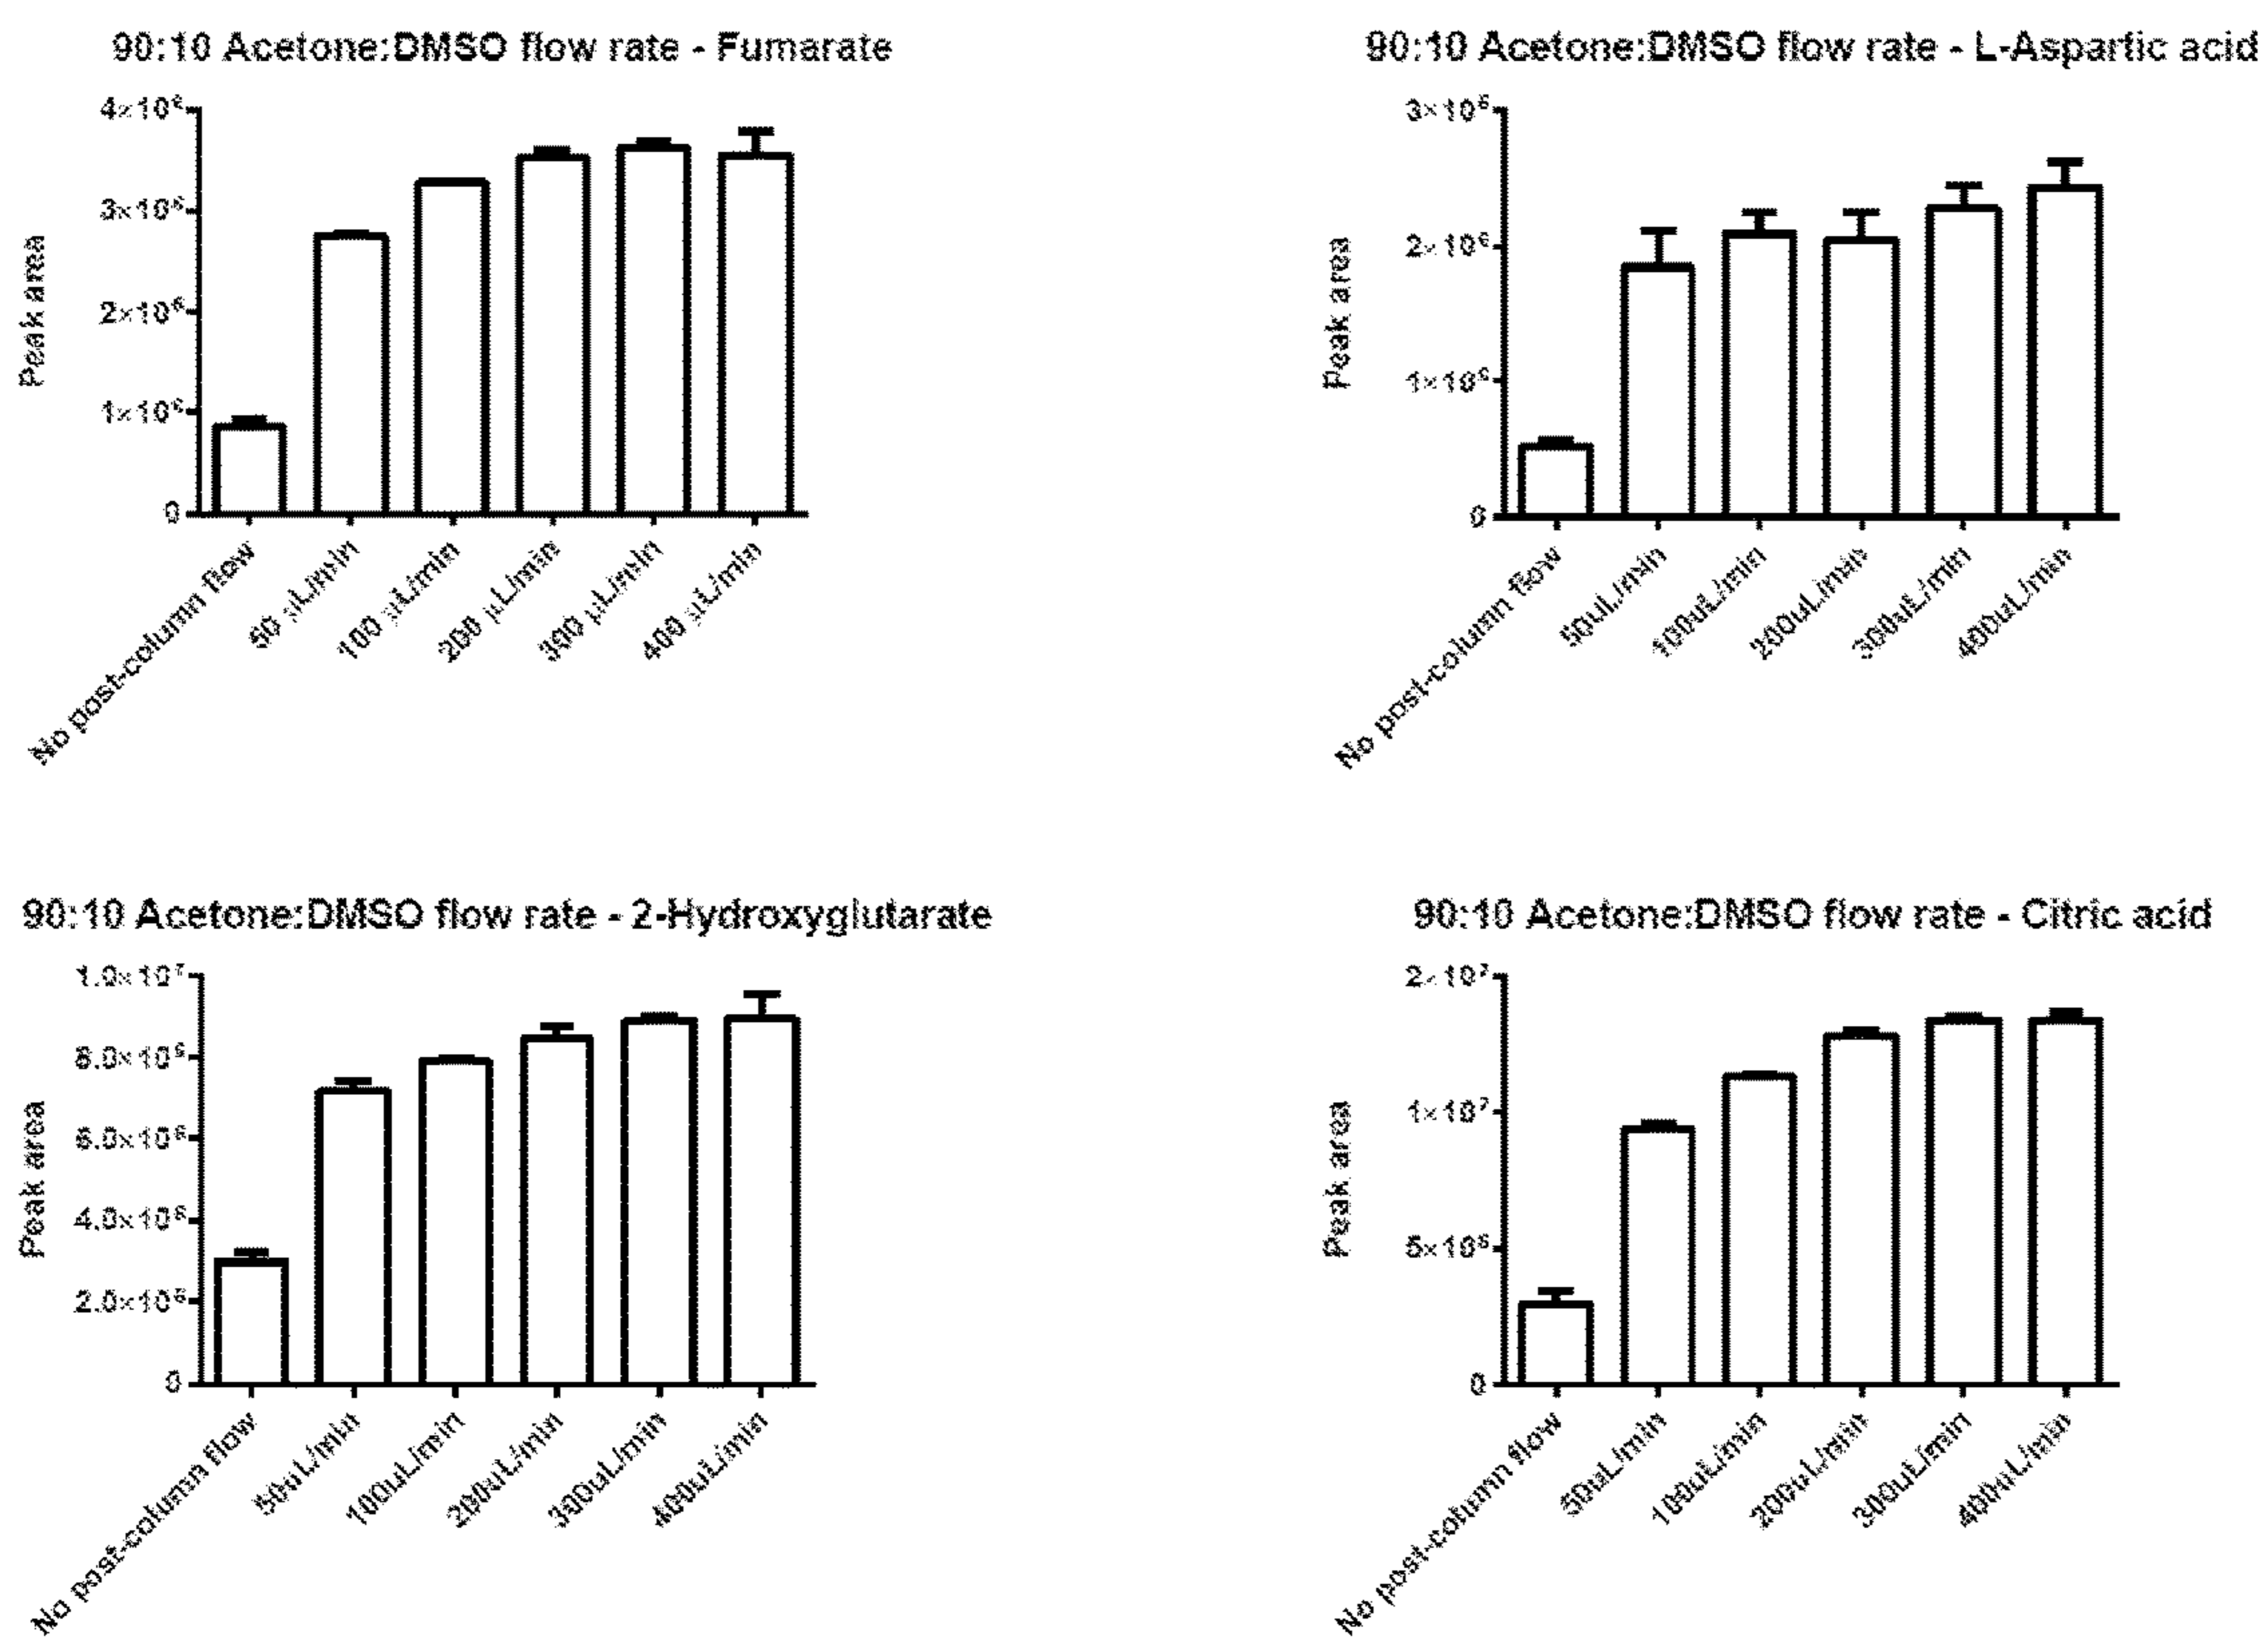 90:10 Acetone:DMSO flow rate - Fumarate
Peak area
4×10⁶
3×10⁶
2×10⁶
1×10⁶
0
No post-column flow
50 µL/min
100 µL/min
200 µL/min
300 µL/min
400 µL/min
90:10 Acetone:DMSO flow rate - L-Aspartic acid
Peak area
3×10⁶
2×10⁶
1×10⁶
0
No post-column flow
50uL/min
100uL/min
200uL/min
300uL/min
400uL/min
90:10 Acetone:DMSO flow rate - 2-Hydroxyglutarate
Peak area
1.0×10⁷
8.0×10⁶
6.0×10⁶
4.0×10⁶
2.0×10⁶
0
No post-column flow
50uL/min
100uL/min
200uL/min
300uL/min
400uL/min
90:10 Acetone:DMSO flow rate - Citric acid
Peak area
2×10⁷
1×10⁷
5×10⁶
0
No post-column flow
50uL/min
100uL/min
200uL/min
300uL/min
400uL/min